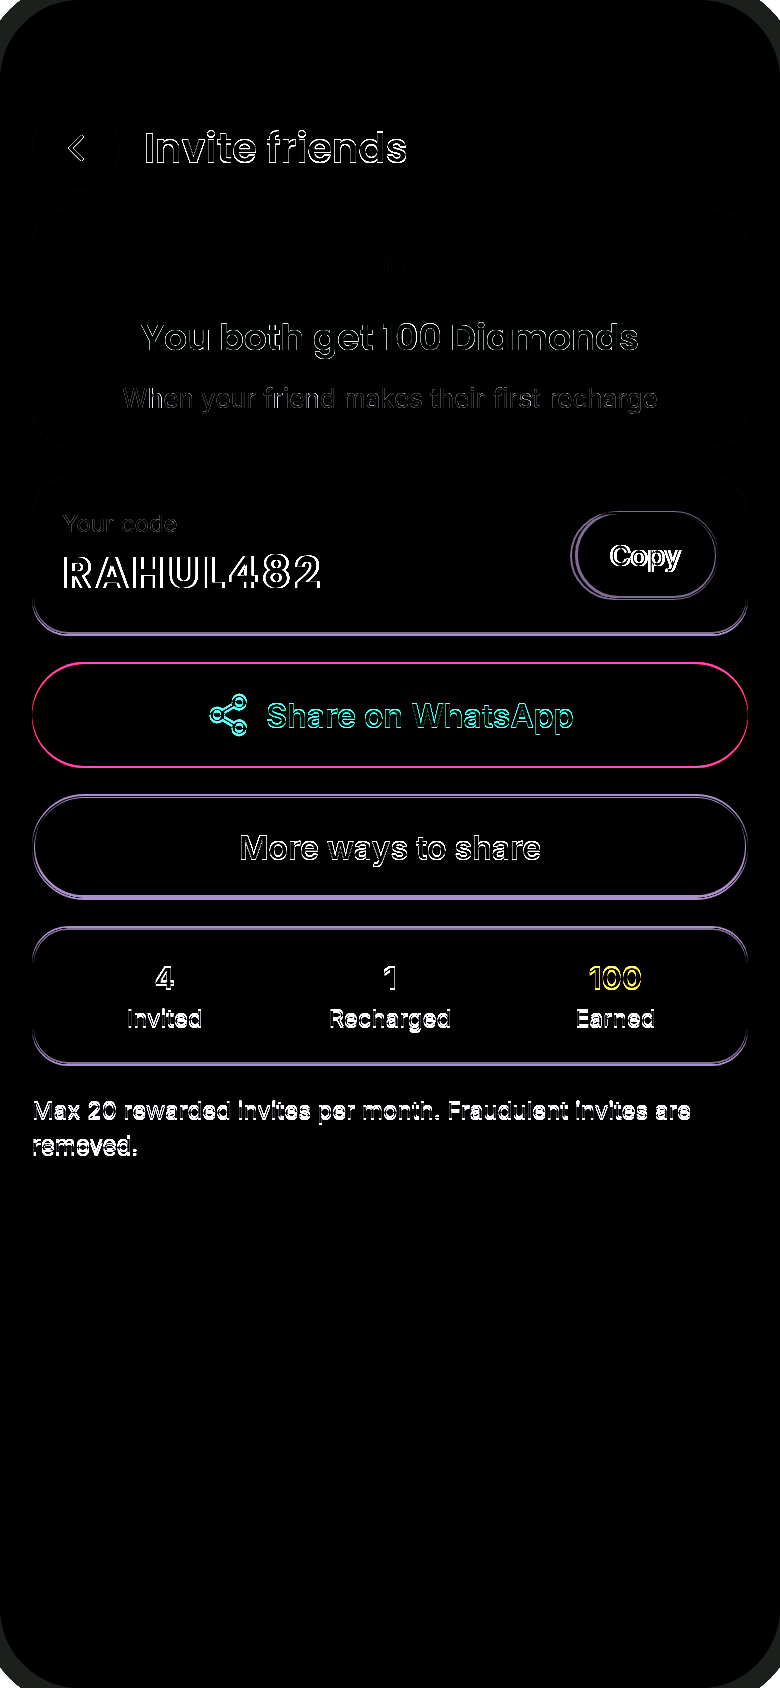 Invite friends
You both get 100 Diamonds
When your friend makes their first recharge
Your code
RAHUL482
Copy
Share on WhatsApp
More ways to share
4
1
100
Invited
Recharged
Earned
Max 20 rewarded invites per month. Fraudulent invites are
removed.